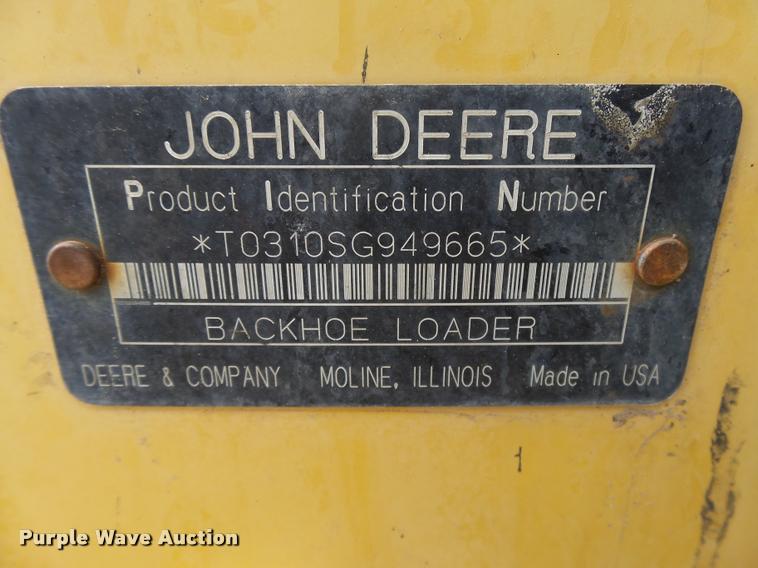 JOHN DEERE
Product Identification Number
*T0310SG949665*
BACKHOE LOADER
DEERE & COMPANY MOLINE, ILLINOIS Made in USA
Purple Wave Auction